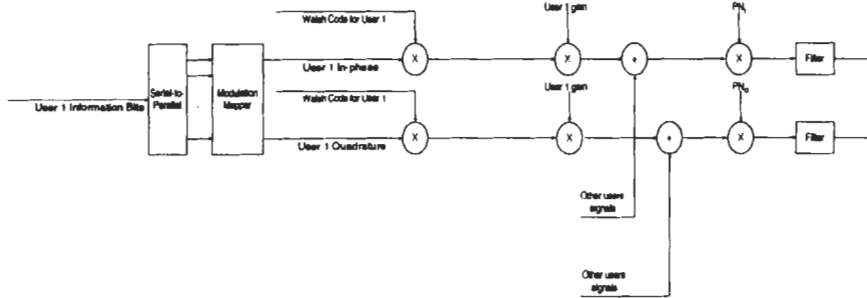 Walsh Code for User 1
User 1 gain
PN_I
X
X
+
X
Filter
User 1 In-phase
Serial-to-
Parallel
Modulation
Mapper
User 1 Information Bits
Walsh Code for User 1
User 1 gain
PN_Q
X
X
+
X
Filter
User 1 Quadrature
Other users
signals
Other users
signals